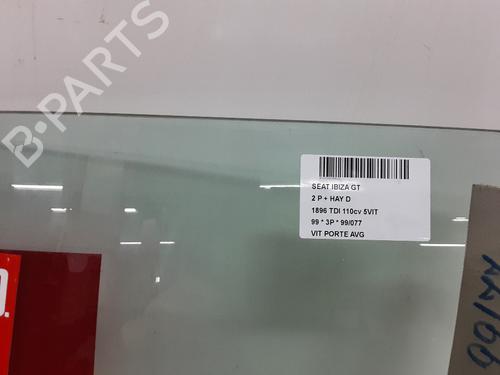 B-PARTS
SEAT IBIZA GT
2 P + HAY D
1896 TDI 110cv 5VIT
99 * 3P * 99/077
VIT PORTE AVG